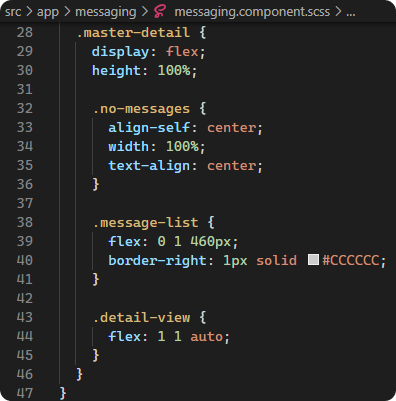 src > app > messaging > messaging.component.scss > ...
28 .master-detail {
29 display: flex;
30 height: 100%;
31
32 .no-messages {
33 align-self: center;
34 width: 100%;
35 text-align: center;
36 }
37
38 .message-list {
39 flex: 0 1 460px;
40 border-right: 1px solid #CCCCCC;
41 }
42
43 .detail-view {
44 flex: 1 1 auto;
45 }
46 }
47 }